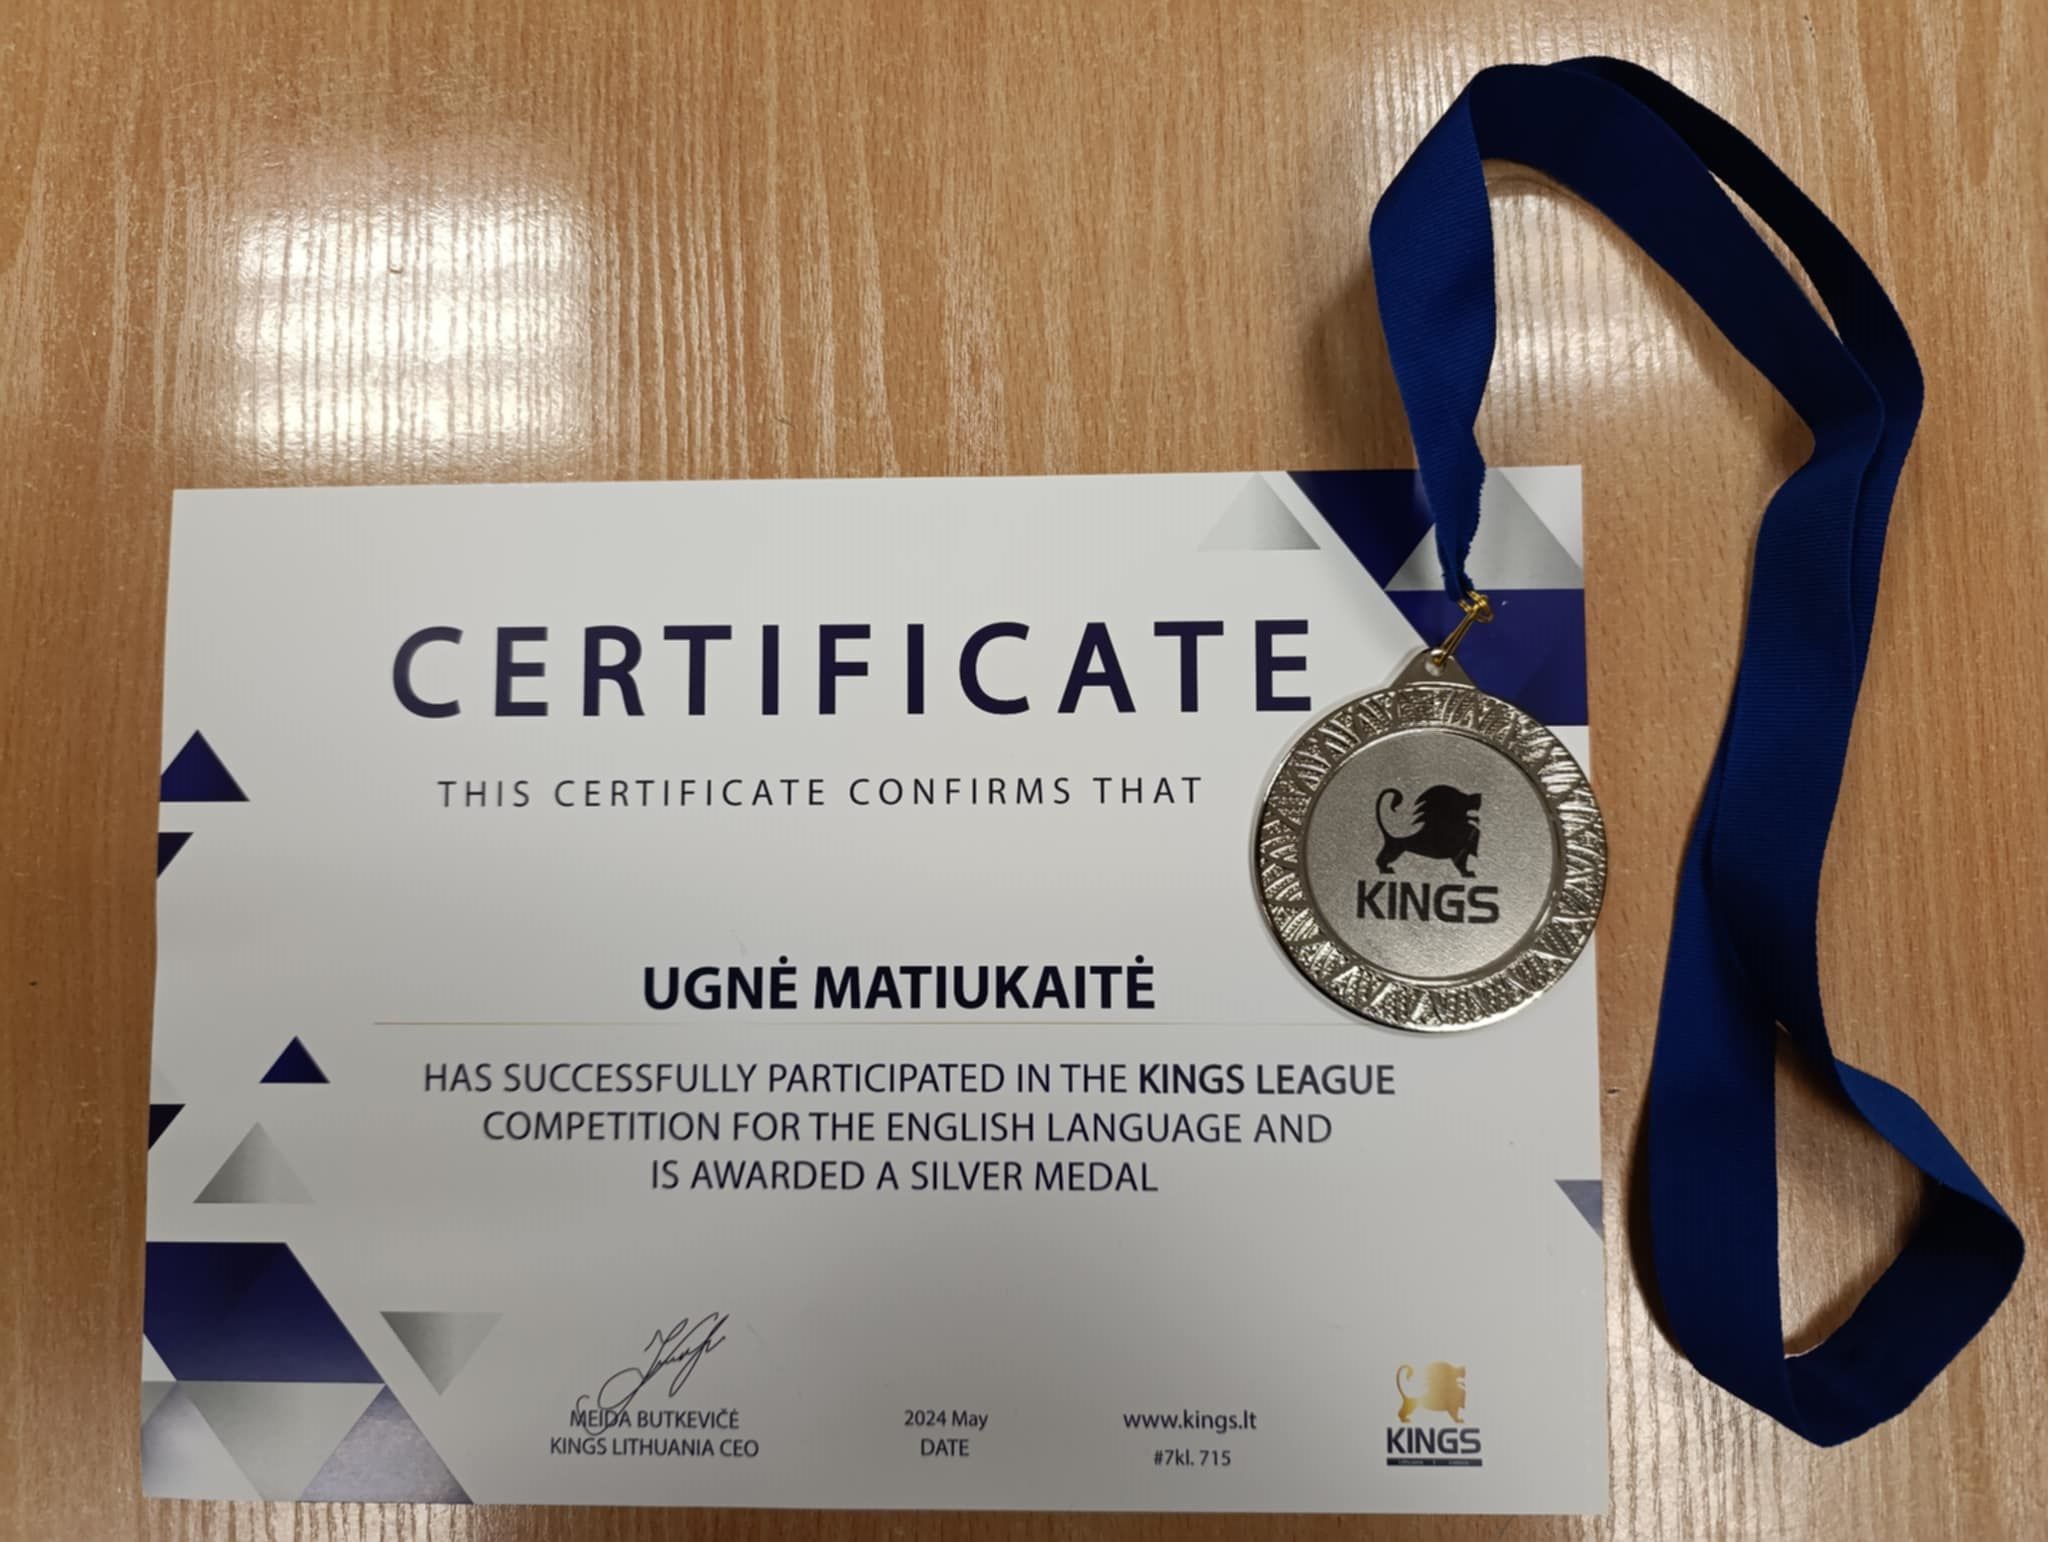 CERTIFICATE
THIS CERTIFICATE CONFIRMS THAT
KINGS
UGNĖ MATIUKAITĖ
HAS SUCCESSFULLY PARTICIPATED IN THE KINGS LEAGUE
COMPETITION FOR THE ENGLISH LANGUAGE AND
IS AWARDED A SILVER MEDAL
MEIDA BUTKEVIČĖ
KINGS LITHUANIA CEO
2024 May
DATE
www.kings.lt
#7kl. 715
KINGS